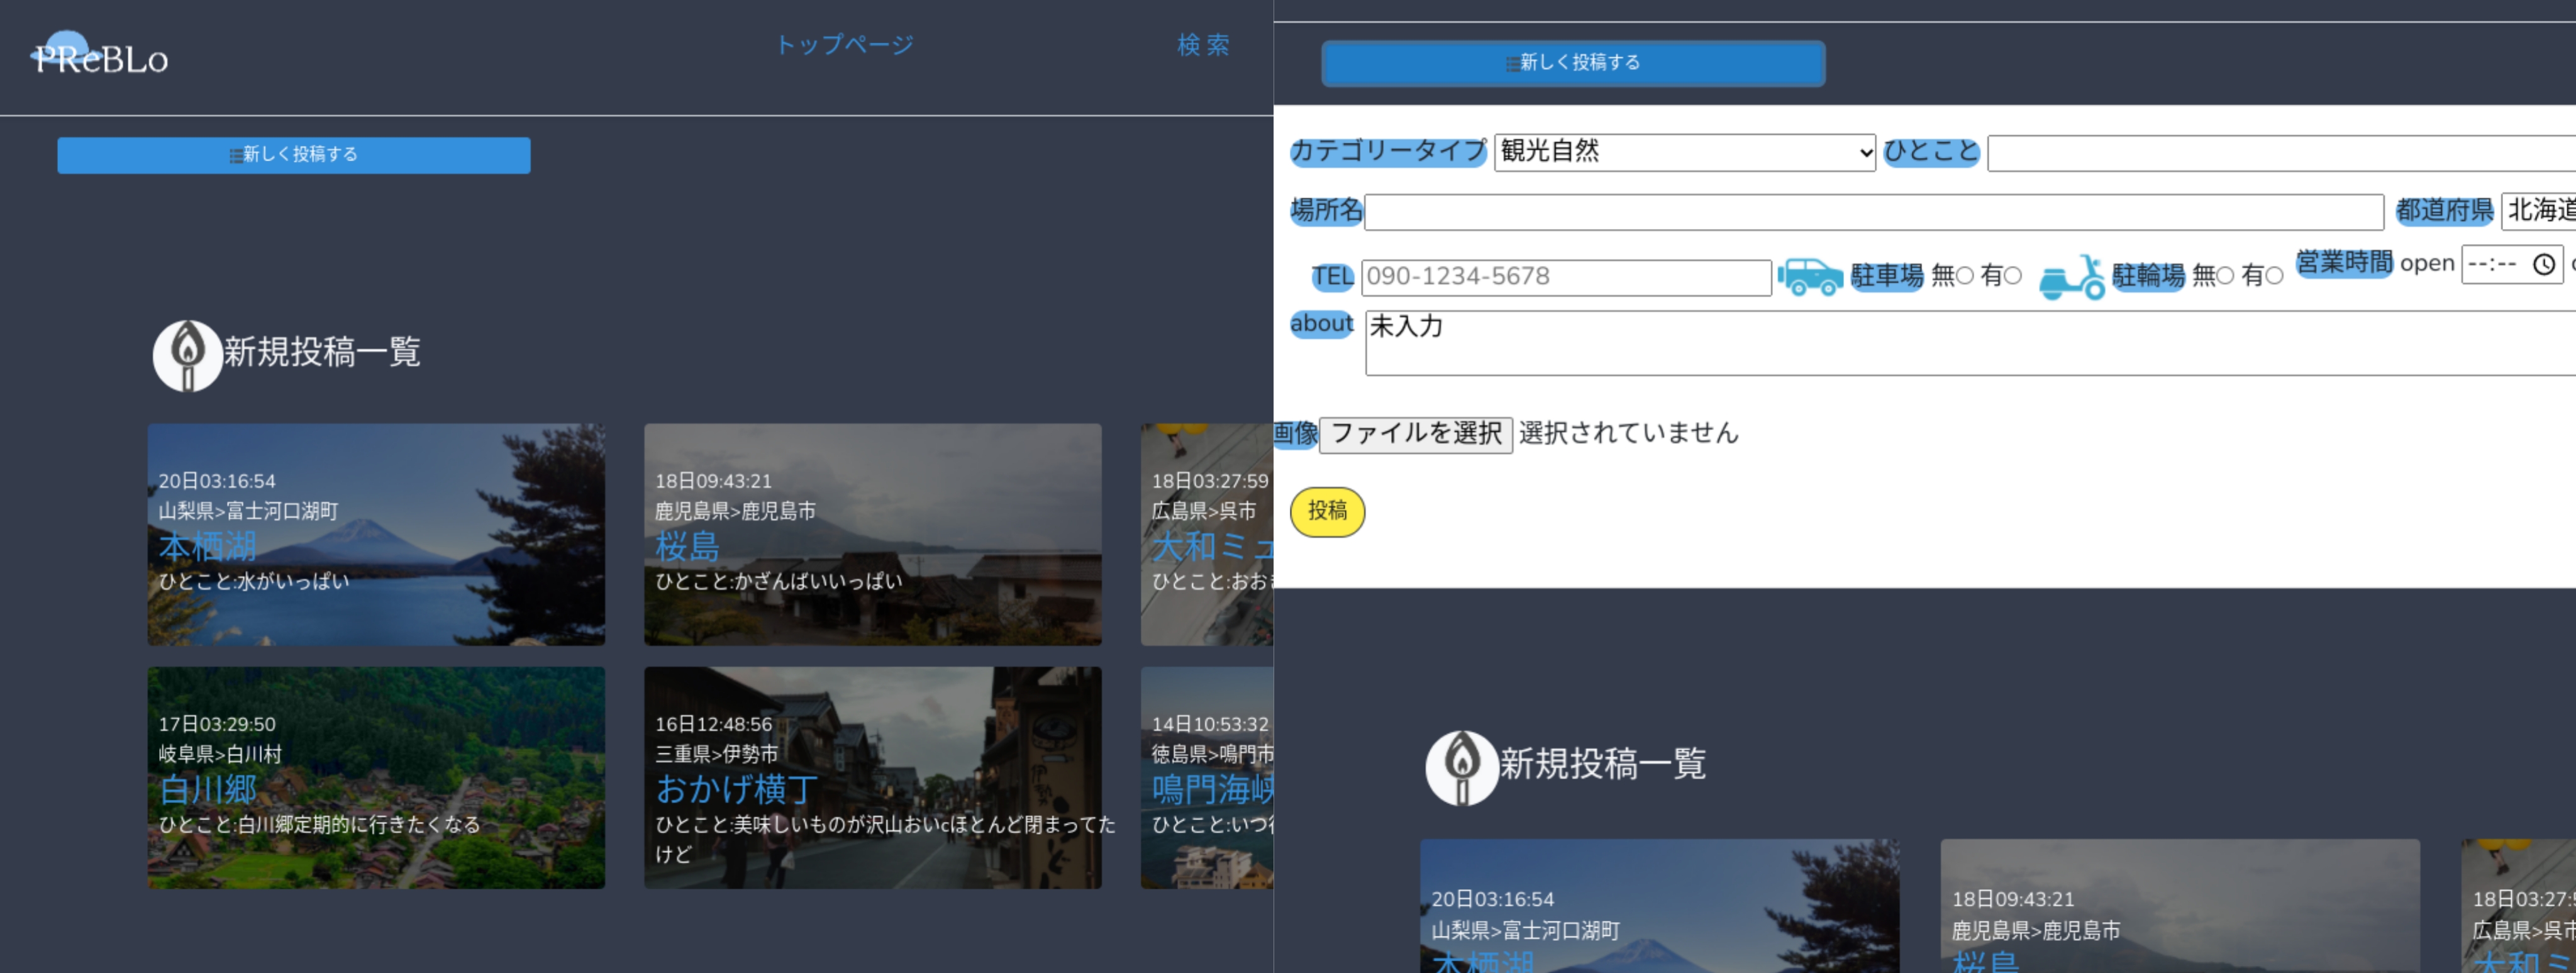 PReBLo
トップページ
検索
新しく投稿する
新規投稿一覧
20日03:16:54
山梨県>富士河口湖町
本栖湖
ひとこと:水がいっぱい
18日09:43:21
鹿児島県>鹿児島市
桜島
ひとこと:かざんばいいっぱい
18日03:27:59
広島県>呉市
大和ミュ
ひとこと:おお
17日03:29:50
岐阜県>白川村
白川郷
ひとこと:白川郷定期的に行きたくなる
16日12:48:56
三重県>伊勢市
おかげ横丁
ひとこと:美味しいものが沢山おいcほとんど閉まってた
けど
14日10:53:32
徳島県>鳴門市
鳴門海峡
ひとこと:いつ
新しく投稿する
カテゴリータイプ 観光自然 ひとこと
場所名 都道府県 北海道
TEL 090-1234-5678 駐車場 無 有 駐輪場 無 有 営業時間 open --:--
about 未入力
画像 ファイルを選択 選択されていません
投稿
新規投稿一覧
20日03:16:54
山梨県>富士河口湖町
本栖湖
18日09:43:21
鹿児島県>鹿児島市
桜島
18日03:27:
広島県>呉市
大和ミ